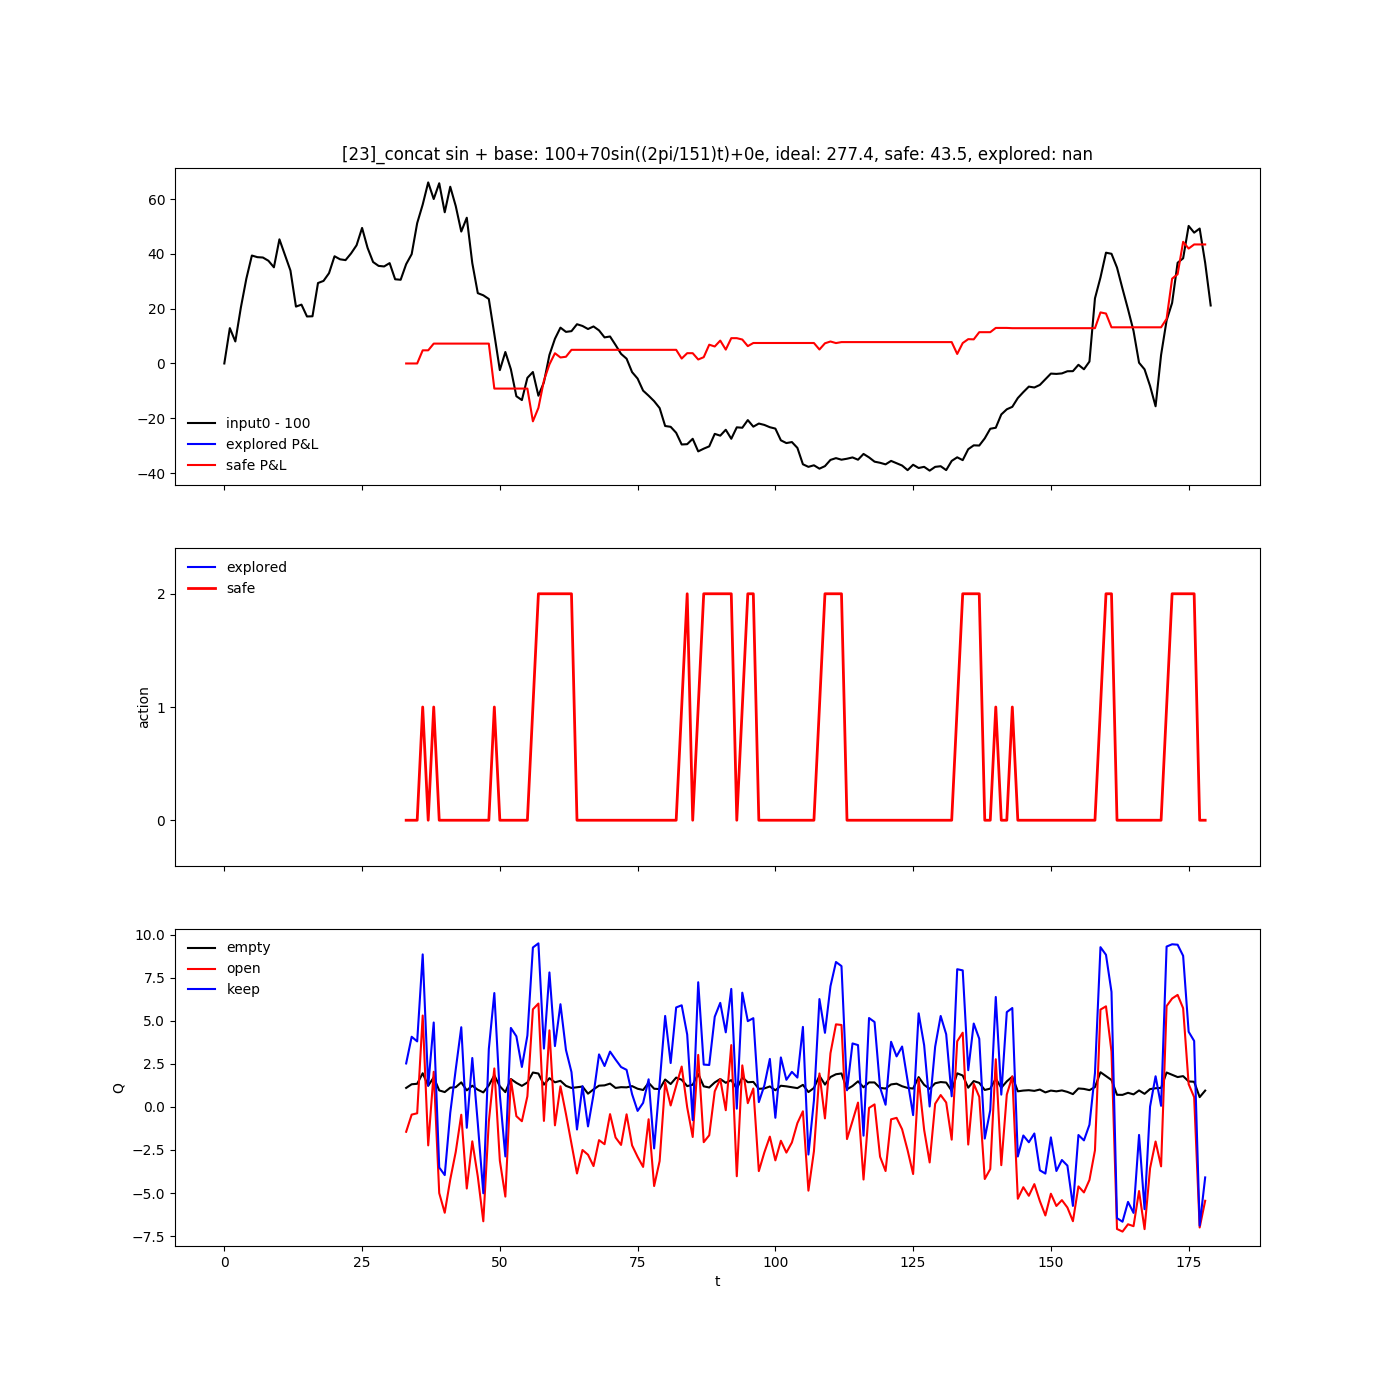 [23]_concat sin + base: 100+70sin((2pi/151)t)+0e, ideal: 277.4, safe: 43.5, explored: nan
60
40
20
0
−20
−40
input0 - 100
explored P&L
safe P&L
explored
safe
2
1
0
action
empty
open
keep
10.0
7.5
5.0
2.5
0.0
−2.5
−5.0
−7.5
Q
0 25 50 75 100 125 150 175
t